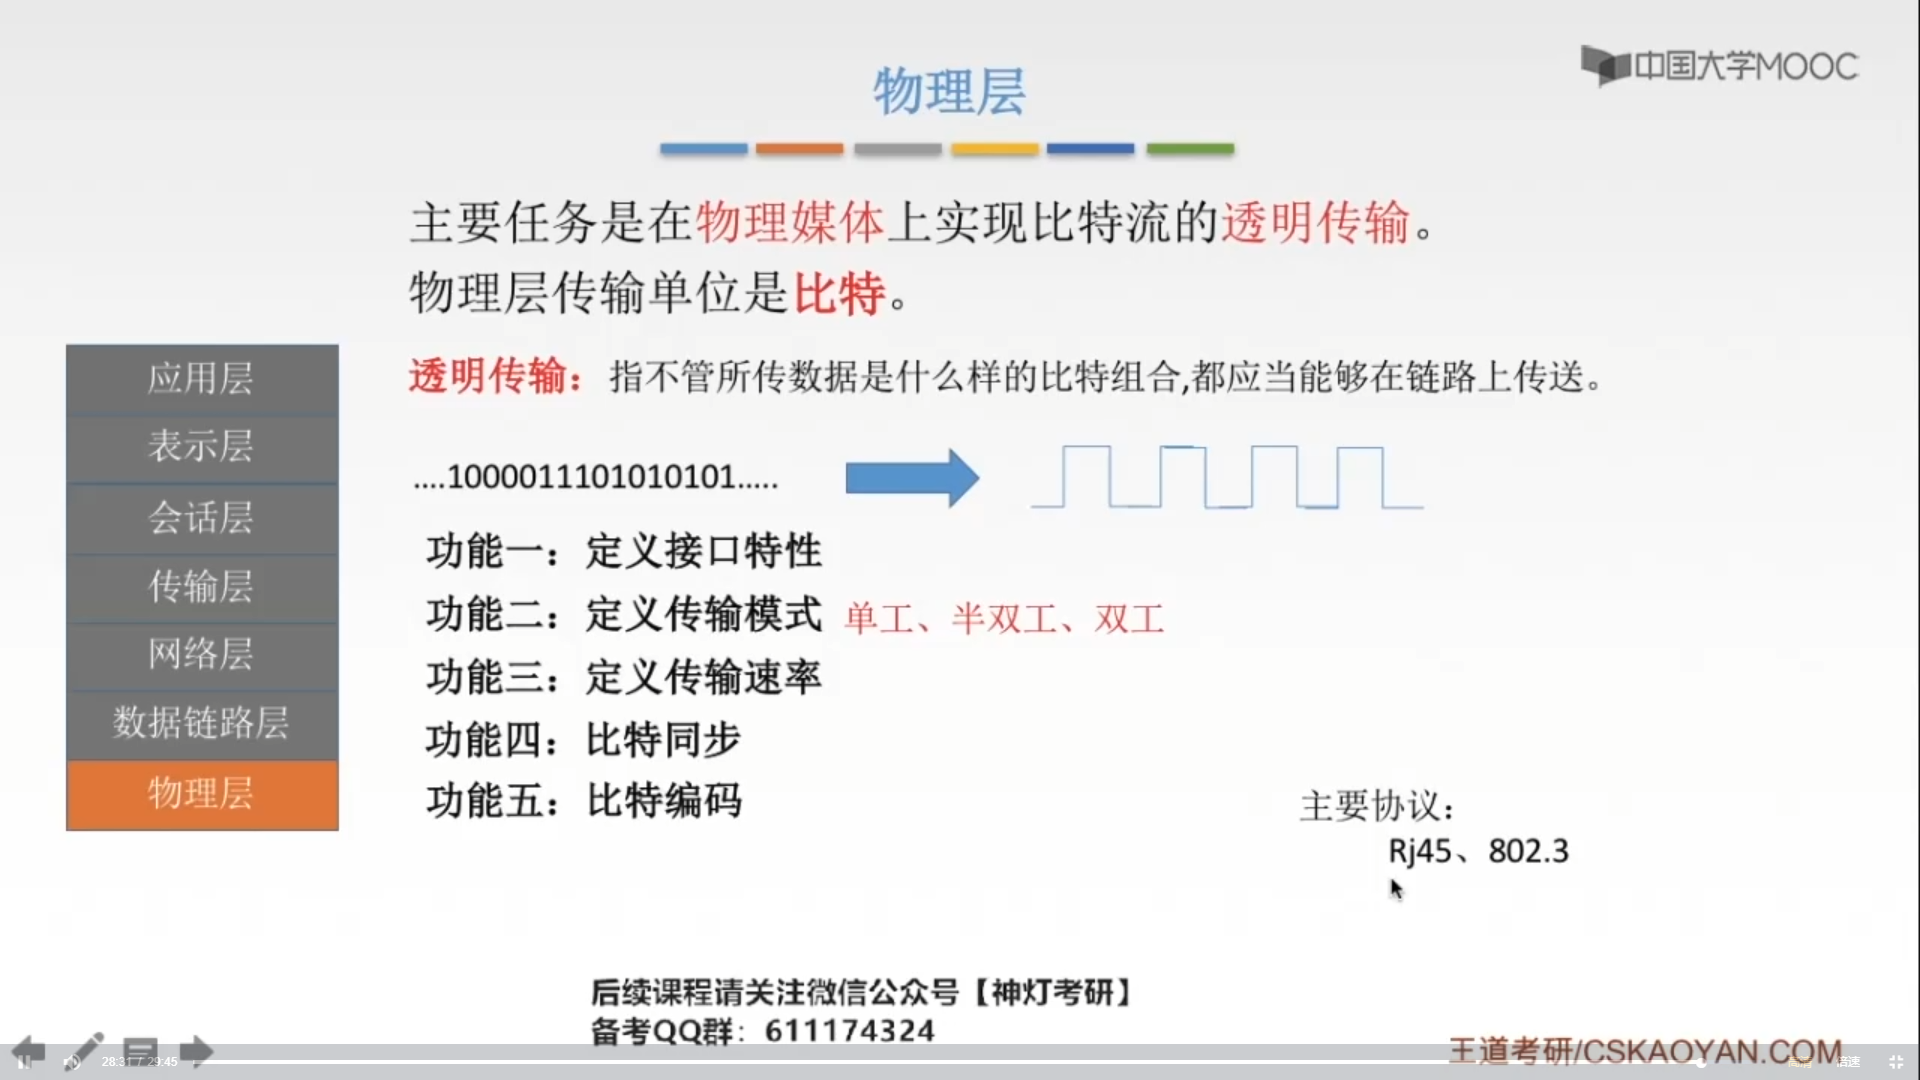 中国大学MOOC
物理层
主要任务是在物理媒体上实现比特流的透明传输。
物理层传输单位是比特。
透明传输：指不管所传数据是什么样的比特组合,都应当能够在链路上传送。
应用层
表示层
会话层
传输层
网络层
数据链路层
物理层
....1000011101010101.....
功能一：定义接口特性
功能二：定义传输模式 单工、半双工、双工
功能三：定义传输速率
功能四：比特同步
功能五：比特编码
主要协议：
Rj45、802.3
后续课程请关注微信公众号【神灯考研】
备考QQ群：611174324
王道考研/CSKAOYAN.COM
28:31 / 29:45
高清 倍速